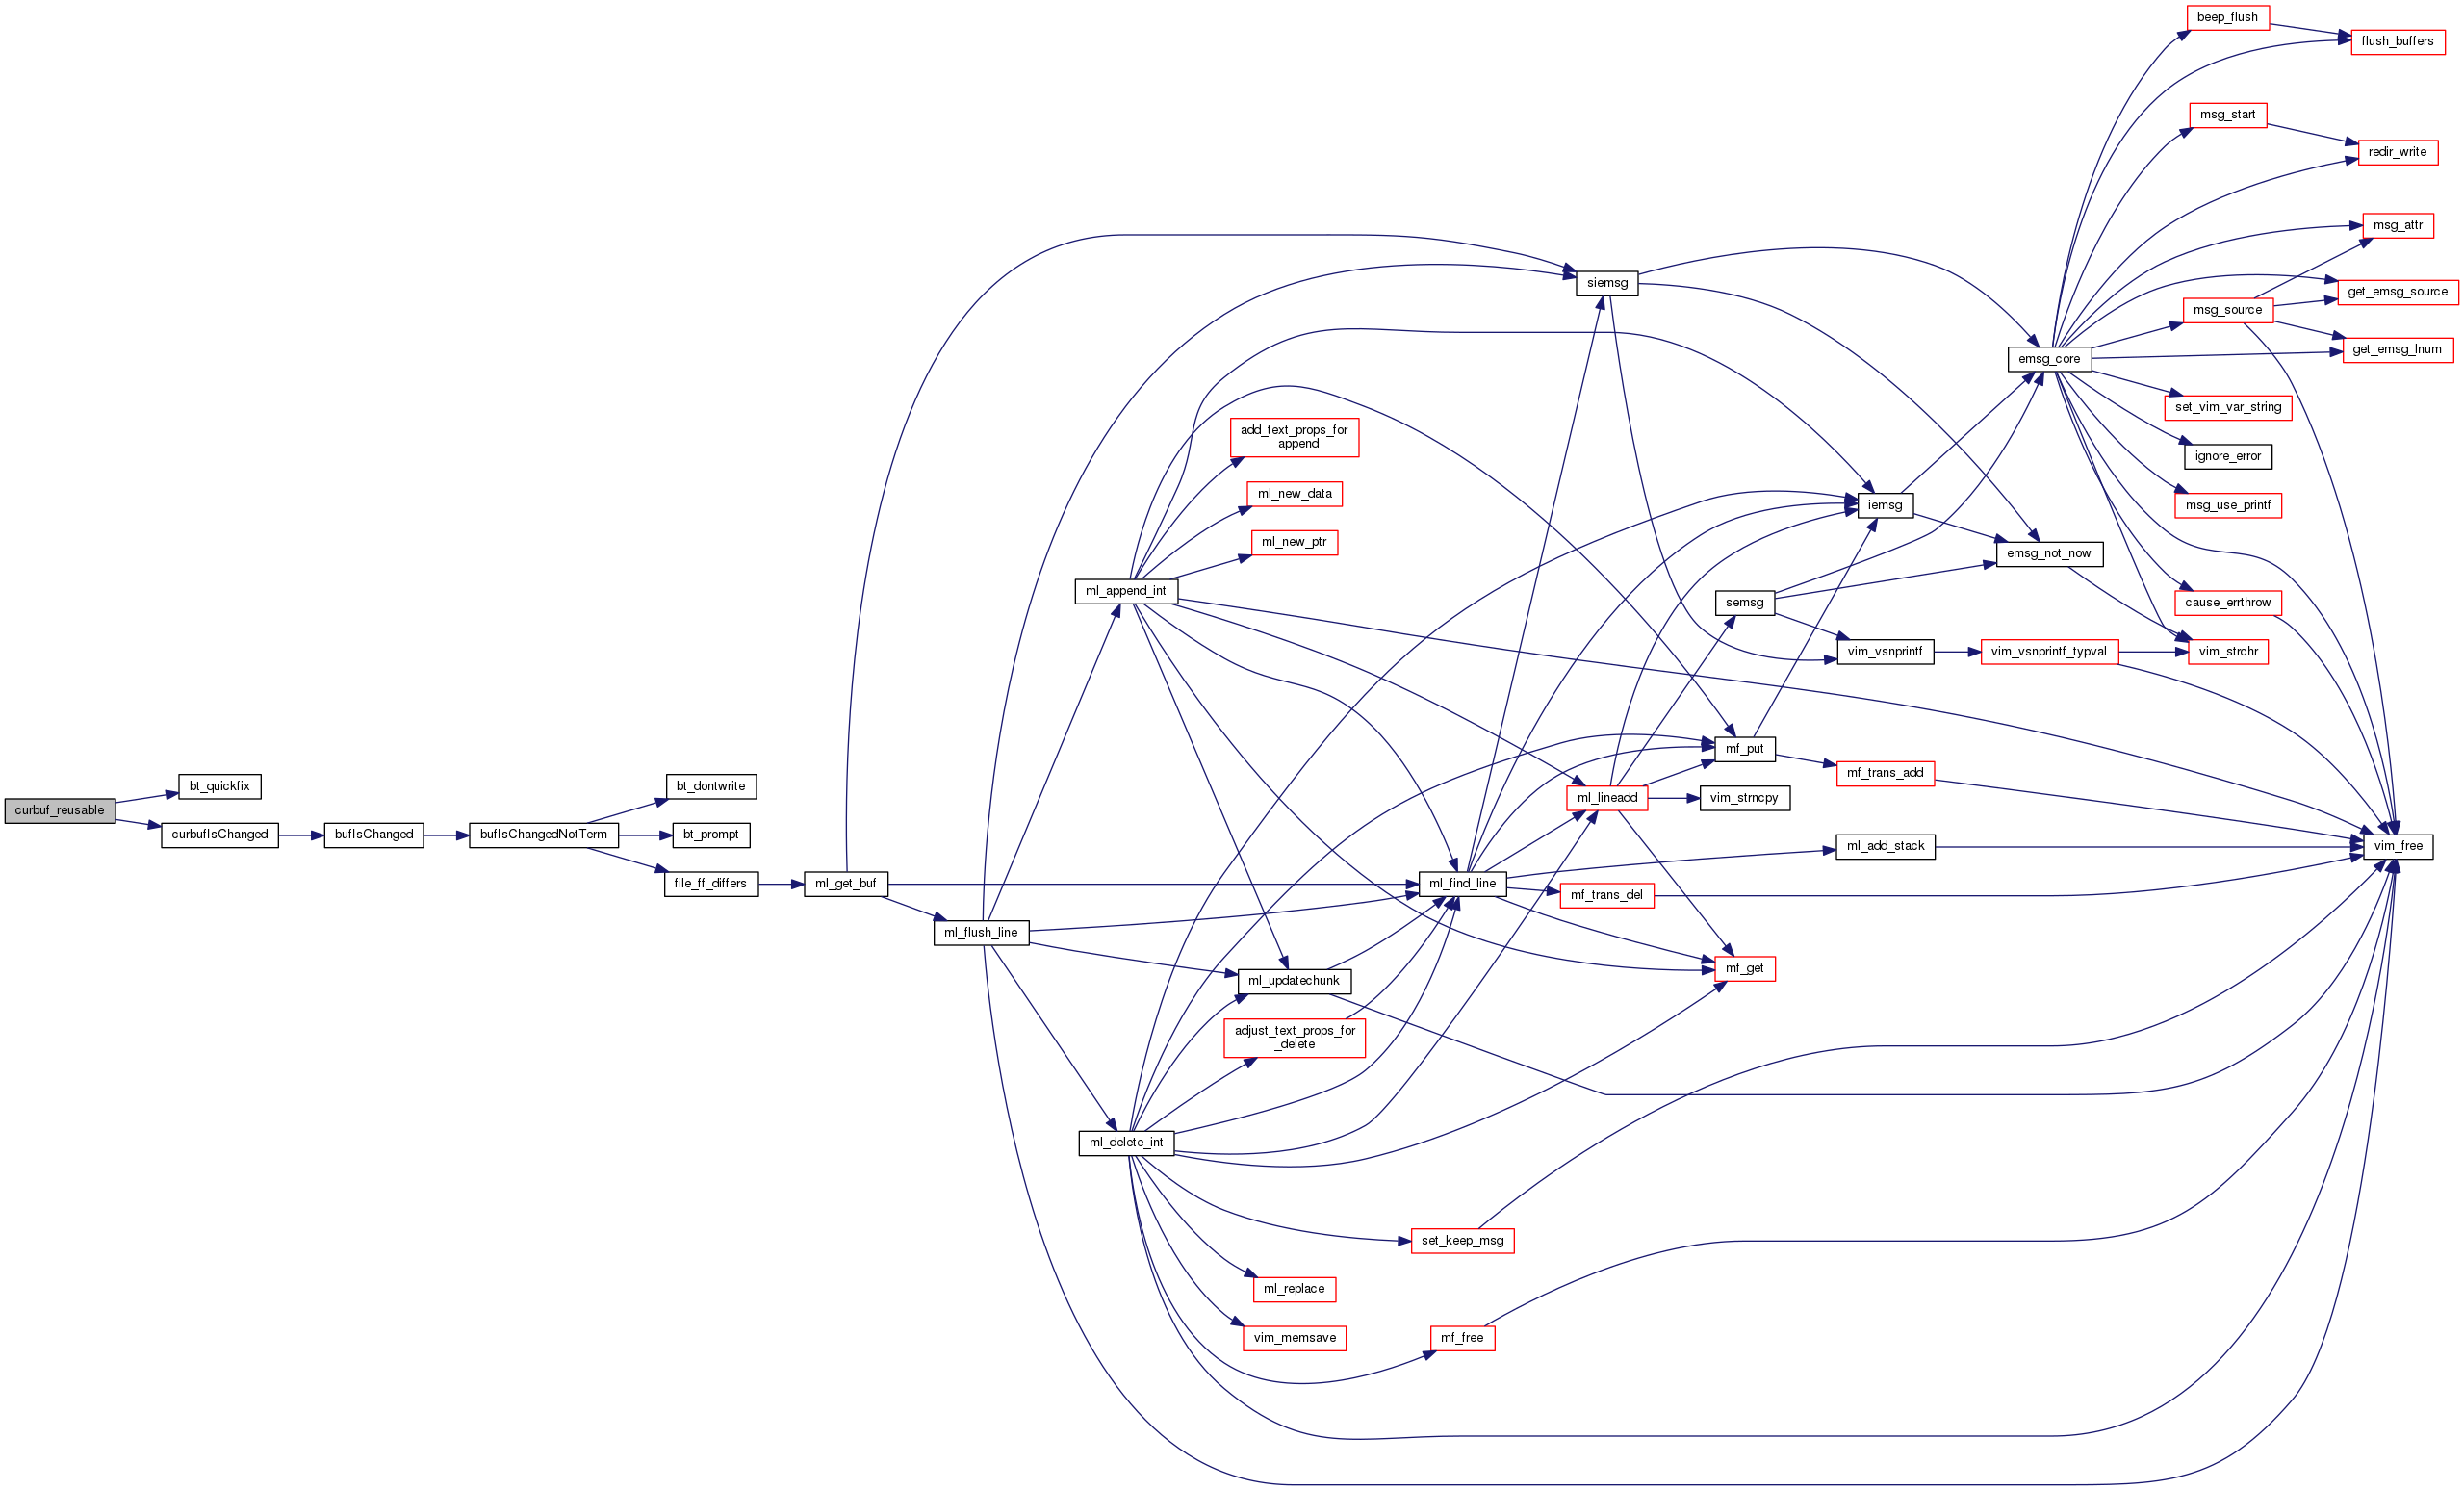 beep_flush
flush_buffers
msg_start
redir_write
msg_attr
siemsg
get_emsg_source
msg_source
get_emsg_lnum
emsg_core
set_vim_var_string
add_text_props_for
_append
ignore_error
ml_new_data
iemsg
msg_use_printf
ml_new_ptr
emsg_not_now
ml_append_int
semsg
cause_errthrow
vim_vsnprintf
vim_vsnprintf_typval
vim_strchr
mf_put
mf_trans_add
bt_quickfix
bt_dontwrite
ml_lineadd
vim_strncpy
curbuf_reusable
curbufIsChanged
bufIsChanged
bufIsChangedNotTerm
bt_prompt
ml_add_stack
vim_free
file_ff_differs
ml_get_buf
ml_find_line
mf_trans_del
ml_flush_line
mf_get
ml_updatechunk
adjust_text_props_for
_delete
ml_delete_int
set_keep_msg
ml_replace
vim_memsave
mf_free